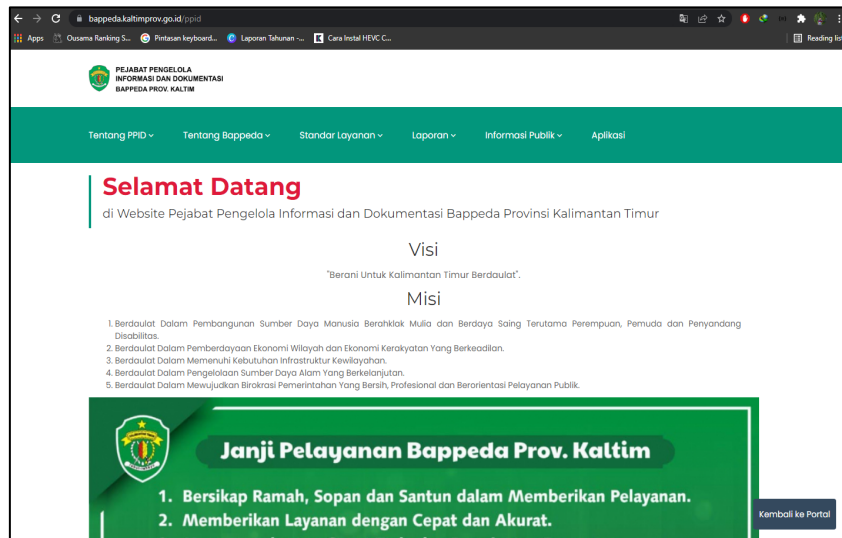 bappeda.kaltimprov.go.id/ppid
Apps Ousama Ranking S... Pintasan keyboard... Laporan Tahunan -... Cara Instal HEVC C... Reading list
PEJABAT PENGELOLA
INFORMASI DAN DOKUMENTASI
BAPPEDA PROV. KALTIM
Tentang PPID Tentang Bappeda Standar Layanan Laporan Informasi Publik Aplikasi
Selamat Datang
di Website Pejabat Pengelola Informasi dan Dokumentasi Bappeda Provinsi Kalimantan Timur
Visi
"Berani Untuk Kalimantan Timur Berdaulat".
Misi
1. Berdaulat Dalam Pembangunan Sumber Daya Manusia Berahklak Mulia dan Berdaya Saing Terutama Perempuan, Pemuda dan Penyandang
Disabilitas.
2. Berdaulat Dalam Pemberdayaan Ekonomi Wilayah dan Ekonomi Kerakyatan Yang Berkeadilan.
3. Berdaulat Dalam Memenuhi Kebutuhan Infrastruktur Kewilayahan.
4. Berdaulat Dalam Pengelolaan Sumber Daya Alam Yang Berkelanjutan.
5. Berdaulat Dalam Mewujudkan Birokrasi Pemerintahan Yang Bersih, Profesional dan Berorientasi Pelayanan Publik.
Janji Pelayanan Bappeda Prov. Kaltim
1. Bersikap Ramah, Sopan dan Santun dalam Memberikan Pelayanan.
2. Memberikan Layanan dengan Cepat dan Akurat.
Kembali ke Portal